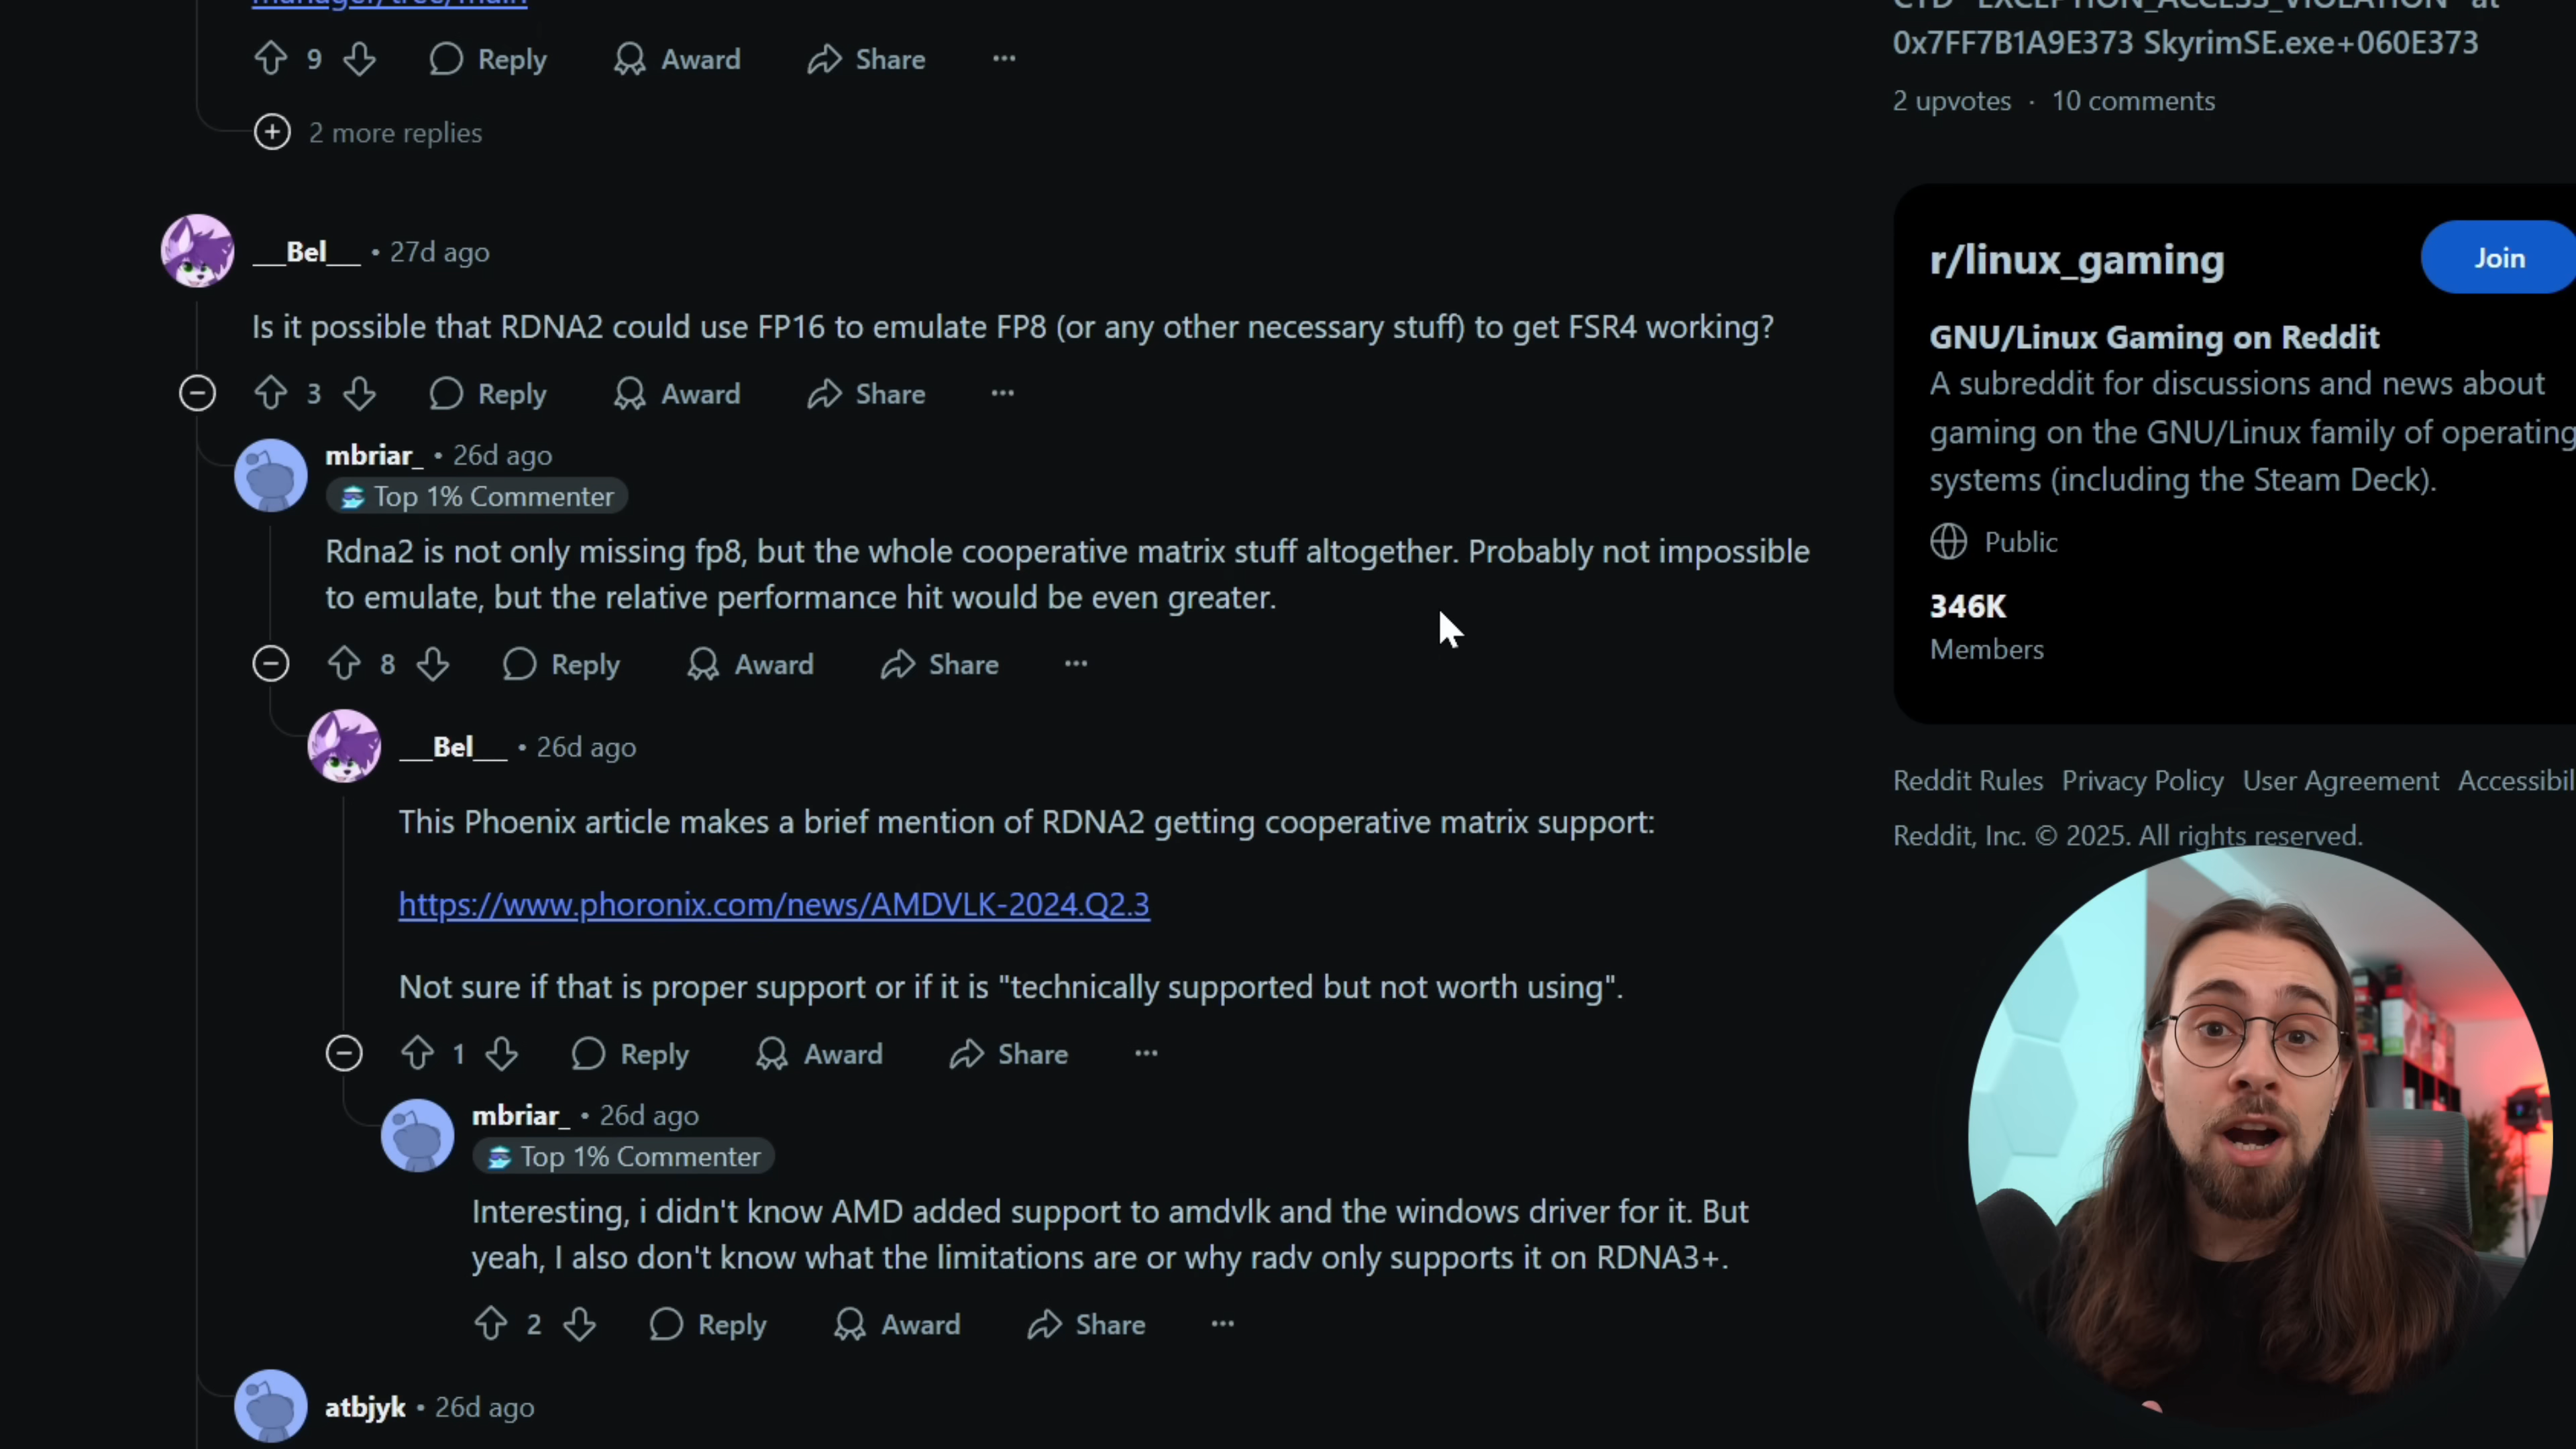 manager/tree/main
9 Reply Award Share
2 more replies
___Bel___ • 27d ago
Is it possible that RDNA2 could use FP16 to emulate FP8 (or any other necessary stuff) to get FSR4 working?
3 Reply Award Share
mbriar_ • 26d ago
Top 1% Commenter
Rdna2 is not only missing fp8, but the whole cooperative matrix stuff altogether. Probably not impossible
to emulate, but the relative performance hit would be even greater.
8 Reply Award Share
___Bel___ • 26d ago
This Phoenix article makes a brief mention of RDNA2 getting cooperative matrix support:
https://www.phoronix.com/news/AMDVLK-2024.Q2.3
Not sure if that is proper support or if it is "technically supported but not worth using".
1 Reply Award Share
mbriar_ • 26d ago
Top 1% Commenter
Interesting, i didn't know AMD added support to amdvlk and the windows driver for it. But
yeah, I also don't know what the limitations are or why radv only supports it on RDNA3+.
2 Reply Award Share
atbjyk • 26d ago
CTD "EXCEPTION_ACCESS_VIOLATION" at
0x7FF7B1A9E373 SkyrimSE.exe+060E373
2 upvotes · 10 comments
r/linux_gaming
Join
GNU/Linux Gaming on Reddit
A subreddit for discussions and news about
gaming on the GNU/Linux family of operating
systems (including the Steam Deck).
Public
346K
Members
Reddit Rules Privacy Policy User Agreement Accessibil
Reddit, Inc. © 2025. All rights reserved.